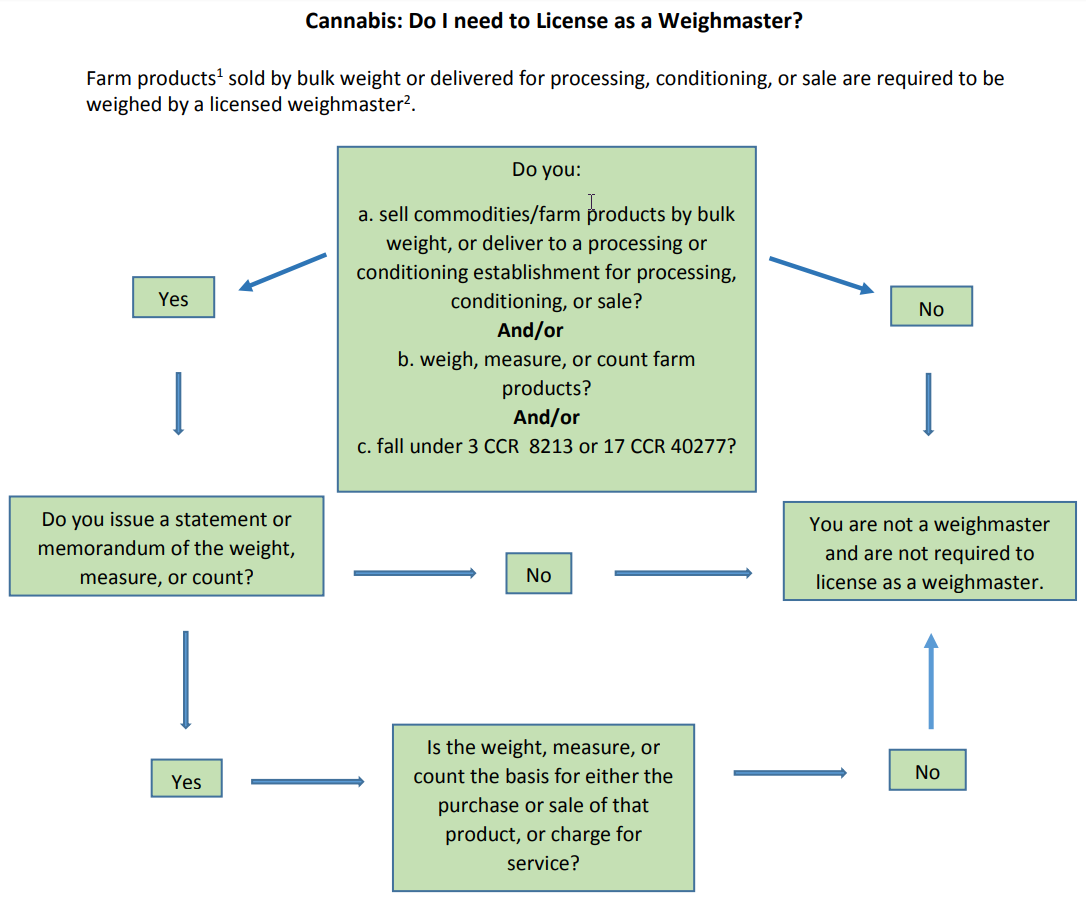 Cannabis: Do I need to License as a Weighmaster?
Farm products¹ sold by bulk weight or delivered for processing, conditioning, or sale are required to be
weighed by a licensed weighmaster².
Do you:
a. sell commodities/farm products by bulk
weight, or deliver to a processing or
conditioning establishment for processing,
conditioning, or sale?
And/or
b. weigh, measure, or count farm
products?
And/or
c. fall under 3 CCR  8213 or 17 CCR 40277?
Yes
No
Do you issue a statement or
memorandum of the weight,
measure, or count?
No
You are not a weighmaster
and are not required to
license as a weighmaster.
Yes
Is the weight, measure, or
count the basis for either the
purchase or sale of that
product, or charge for
service?
No